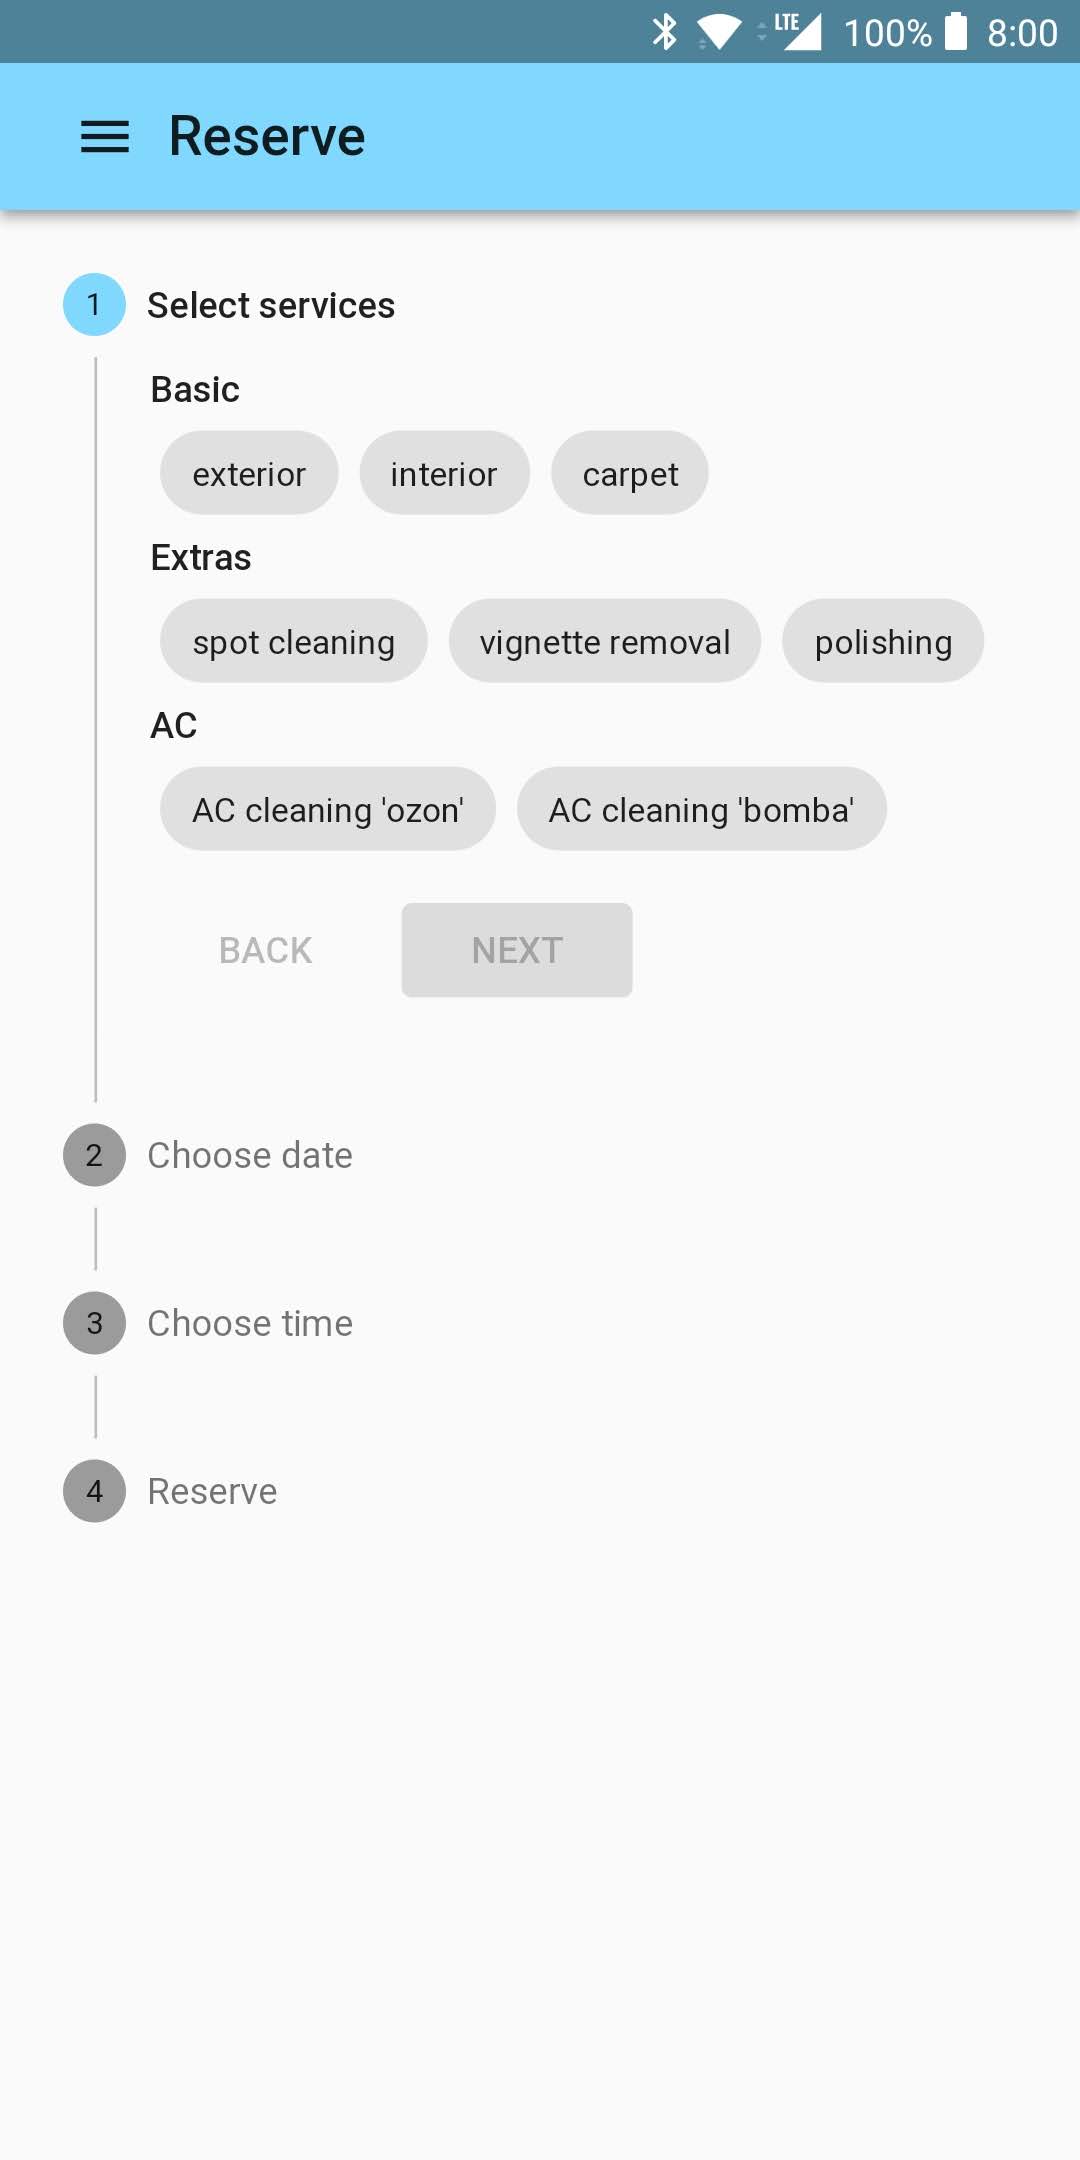 LTE 100% 8:00
Reserve
1 Select services
Basic
exterior interior carpet
Extras
spot cleaning vignette removal polishing
AC
AC cleaning 'ozon' AC cleaning 'bomba'
BACK NEXT
2 Choose date
3 Choose time
4 Reserve